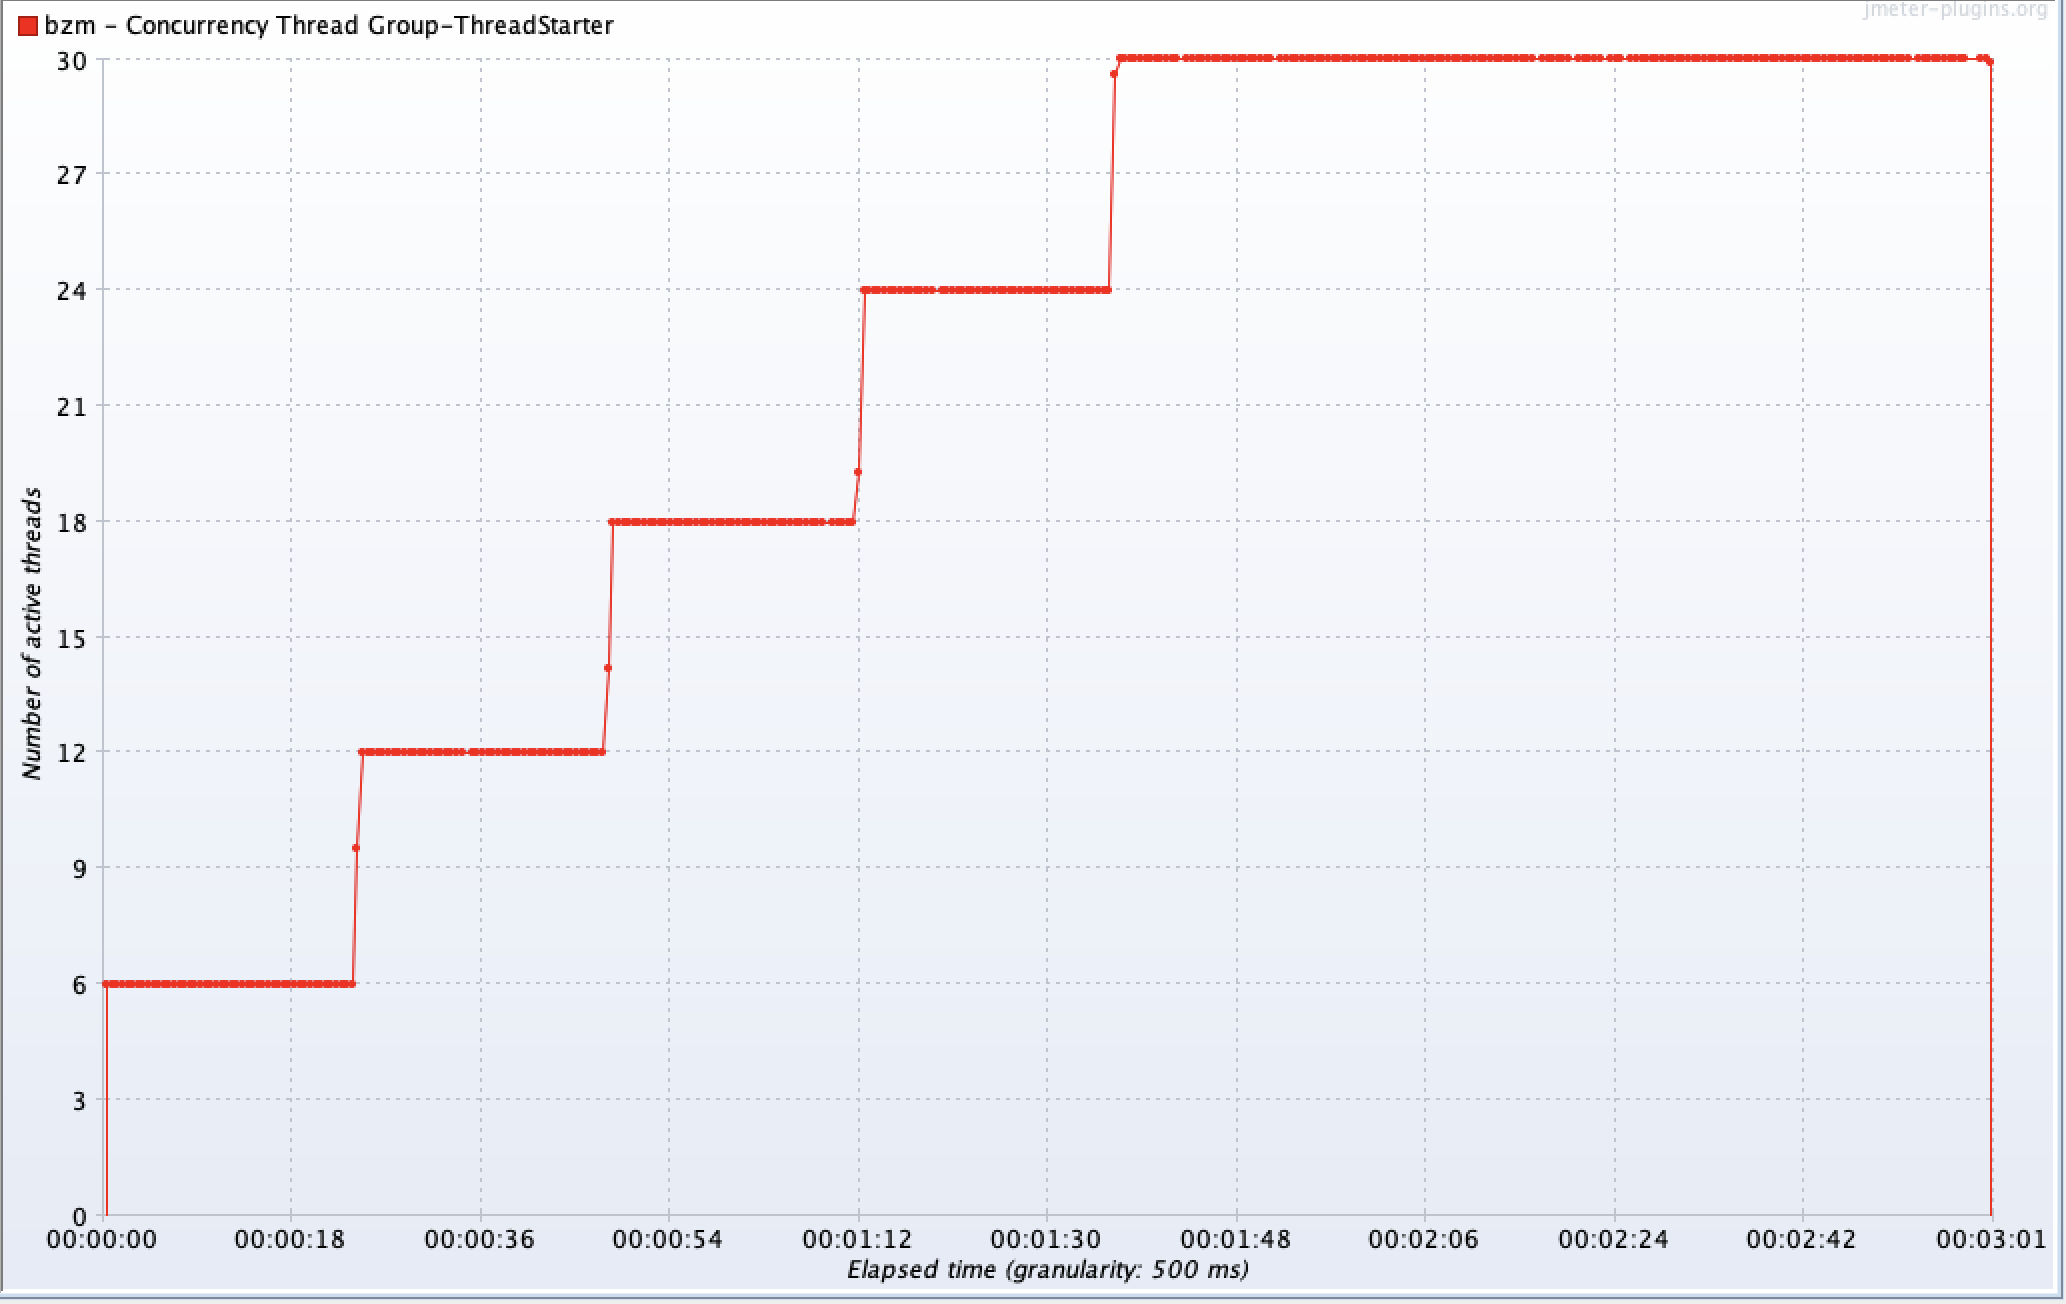 jmeter-plugins.org
bzm - Concurrency Thread Group-ThreadStarter
30
27
24
21
18
15
12
9
6
3
0
Number of active threads
00:00:00 00:00:18 00:00:36 00:00:54 00:01:12 00:01:30 00:01:48 00:02:06 00:02:24 00:02:42 00:03:01
Elapsed time (granularity: 500 ms)